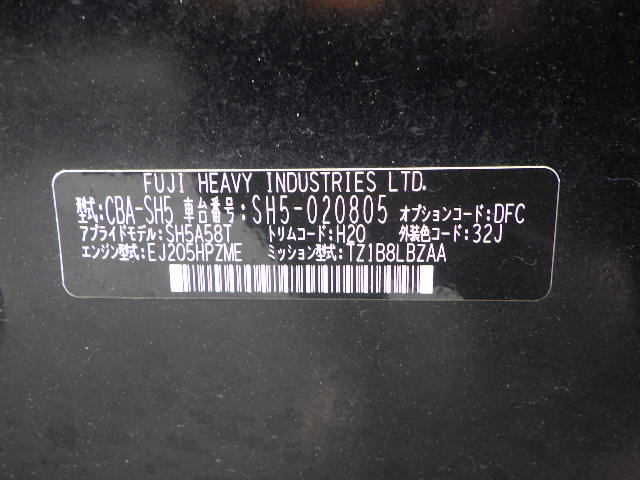 FUJI HEAVY INDUSTRIES LTD.
型式:CBA-SH5 車台番号:SH5-020805 オプションコード:DFC
アプライドモデル:SH5A58T トリムコード:H20 外装色コード:32J
エンジン型式:EJ205HPZME ミッション型式:TZ1B8LBZAA